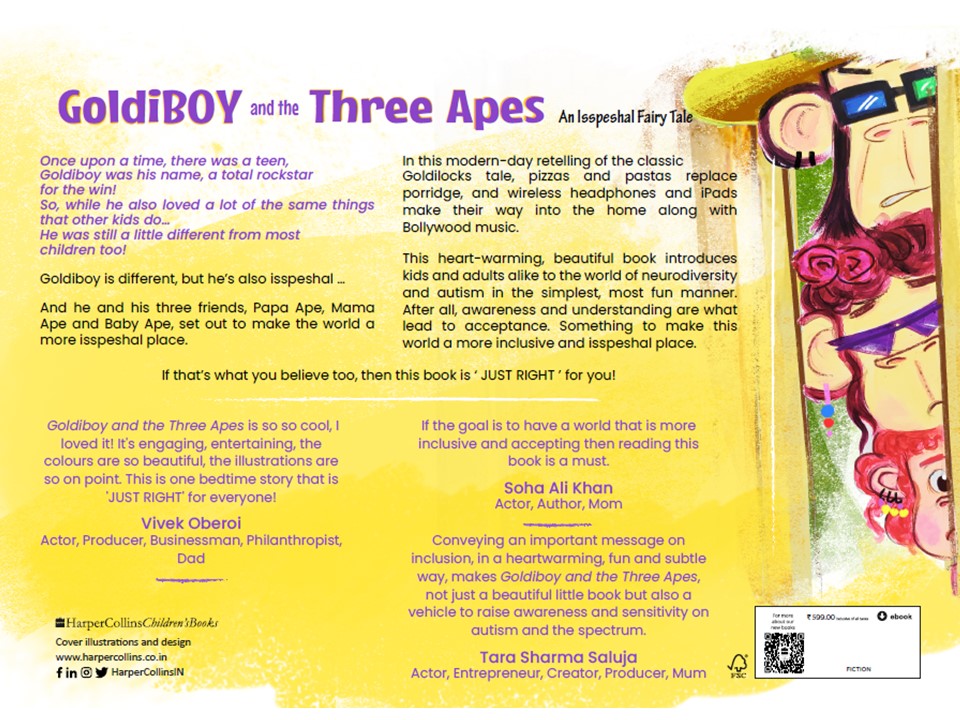 GoldiBOY and the Three Apes An Isspeshal Fairy Tale
Once upon a time, there was a teen,
Goldiboy was his name, a total rockstar
for the win!
So, while he also loved a lot of the same things
that other kids do...
He was still a little different from most
children too!
Goldiboy is different, but he's also isspeshal ...
And he and his three friends, Papa Ape, Mama
Ape and Baby Ape, set out to make the world a
more isspeshal place.
In this modern-day retelling of the classic
Goldilocks tale, pizzas and pastas replace
porridge, and wireless headphones and iPads
make their way into the home along with
Bollywood music.
This heart-warming, beautiful book introduces
kids and adults alike to the world of neurodiversity
and autism in the simplest, most fun manner.
After all, awareness and understanding are what
lead to acceptance. Something to make this
world a more inclusive and isspeshal place.
If that's what you believe too, then this book is ' JUST RIGHT ' for you!
Goldiboy and the Three Apes is so so cool, I
loved it! It's engaging, entertaining, the
colours are so beautiful, the illustrations are
so on point. This is one bedtime story that is
'JUST RIGHT' for everyone!
Vivek Oberoi
Actor, Producer, Businessman, Philanthropist,
Dad
If the goal is to have a world that is more
inclusive and accepting then reading this
book is a must.
Soha Ali Khan
Actor, Author, Mom
Conveying an important message on
inclusion, in a heartwarming, fun and subtle
way, makes Goldiboy and the Three Apes,
not just a beautiful little book but also a
vehicle to raise awareness and sensitivity on
autism and the spectrum.
Tara Sharma Saluja
Actor, Entrepreneur, Creator, Producer, Mum
HarperCollinsChildren'sBooks
Cover illustrations and design
www.harpercollins.co.in
HarperCollinsIN
FSC
For more
about our
new books
₹599.00 inclusive of all taxes
ebook
FICTION